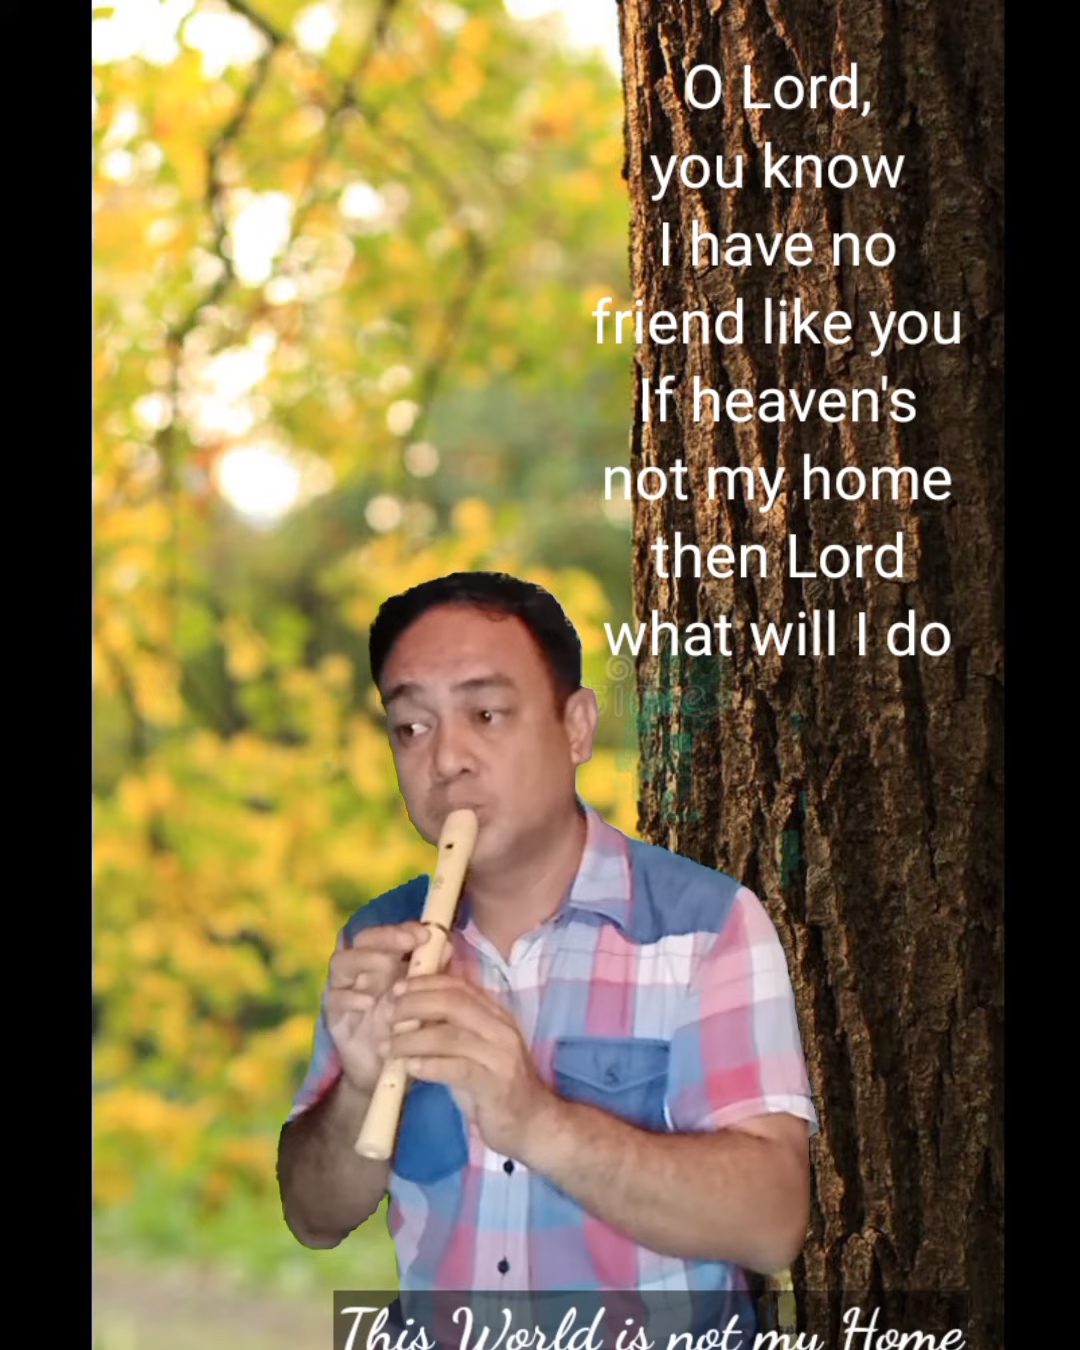 O Lord,
you know
I have no
friend like you
If heaven's
not my home
then Lord
what will I do
This World is not my Home